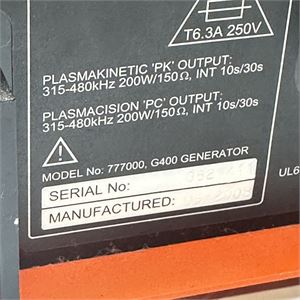 T6.3A 250V
PLASMAKINETIC 'PK' OUTPUT:
315-480kHz 200W/150Ω, INT 10s/30s
PLASMACISION 'PC' OUTPUT:
315-480kHz 200W/150Ω, INT 10s/30s
MODEL No: 777000, G400 GENERATOR
SERIAL No:
UL6
MANUFACTURED: